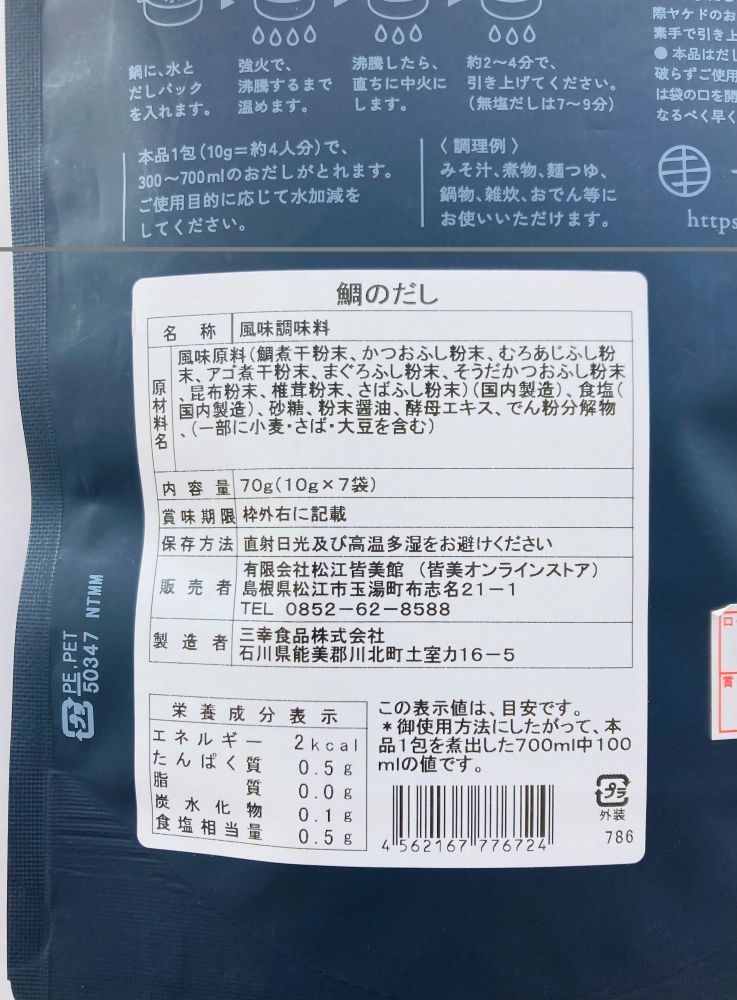 鍋に、水と
だしパック
を入れます。
強火で、
沸騰するまで
温めます。
沸騰したら、
直ちに中火に
します。
約2〜4分で、
引き上げてください。
(無塩だしは7〜9分)
際ヤケドのお
素手で引き上
● 本品はだし
破らずご使用
は袋の口を開
なるべく早く
本品1包(10g=約4人分)で、
300〜700mlのおだしがとれます。
ご使用目的に応じて水加減を
してください。
〈 調理例 〉
みそ汁、煮物、麺つゆ、
鍋物、雑炊、おでん等に
お使いいただけます。
https
鯛のだし
名 称 風味調味料
原材料名
風味原料(鯛煮干粉末、かつおふし粉末、むろあじふし粉
末、アゴ煮干粉末、まぐろふし粉末、そうだかつおふし粉末
、昆布粉末、椎茸粉末、さばふし粉末)(国内製造)、食塩(
国内製造)、砂糖、粉末醤油、酵母エキス、でん粉分解物
、(一部に小麦・さば・大豆を含む)
内 容 量 70g(10g×7袋)
賞味期限 枠外右に記載
保存方法 直射日光及び高温多湿をお避けください
販 売 者 有限会社松江皆美館 (皆美オンラインストア)
島根県松江市玉湯町布志名21−1
TEL 0852−62−8588
製 造 者 三幸食品株式会社
石川県能美郡川北町土室カ16−5
栄 養 成 分 表 示
エネルギー 2kcal
たんぱく質 0.5g
脂 質 0.0g
炭水化物 0.1g
食塩相当量 0.5g
この表示値は、目安です。
*御使用方法にしたがって、本
品1包を煮出した700ml中100
mlの値です。
4 562167 776724
プラ
外装
786
プラ
PE,PET
50347 NTMM
ロ
賞